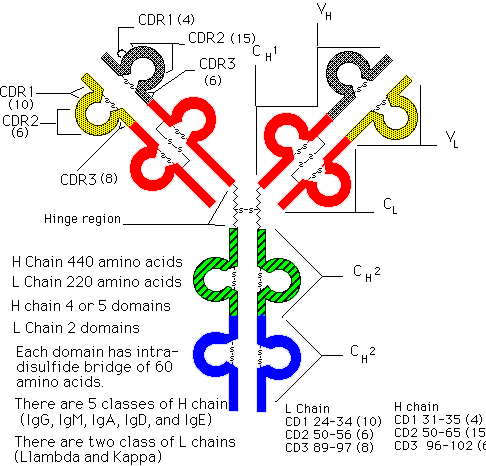 CDR1 (4)
CDR2 (15)
CDR3
(6)
V H
C H 1
CDR1
(10)
CDR2
(6)
CDR3 (8)
V L
C L
Hinge region
H Chain 440 amino acids
L Chain 220 amino acids
H chain 4 or 5 domains
L Chain 2 domains
Each domain has intra-
disulfide bridge of 60
amino acids.
There are 5 classes of H chain
(IgG, IgM, IgA, IgD, and IgE)
There are two class of L chains
(Llambda and Kappa)
C H 2
C H 2
L Chain
CD1 24-34 (10)
CD2 50-56 (6)
CD3 89-97 (8)
H chain
CD1 31-35 (4)
CD2 50-65 (15
CD3 96-102 (6
-s-s-